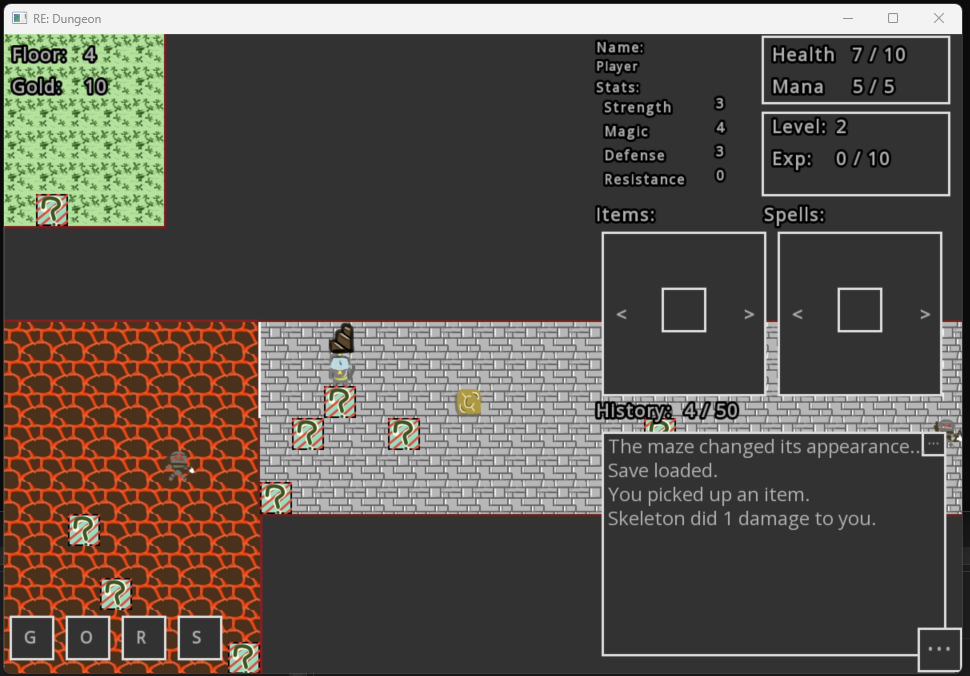 RE: Dungeon
Floor: 4
Gold: 10
Name:
Player
Stats:
Strength 3
Magic 4
Defense 3
Resistance 0
Health 7 / 10
Mana 5 / 5
Level: 2
Exp: 0 / 10
Items:
Spells:
< >
< >
History: 4 / 50
The maze changed its appearance..
...
Save loaded.
You picked up an item.
Skeleton did 1 damage to you.
G O R S
...